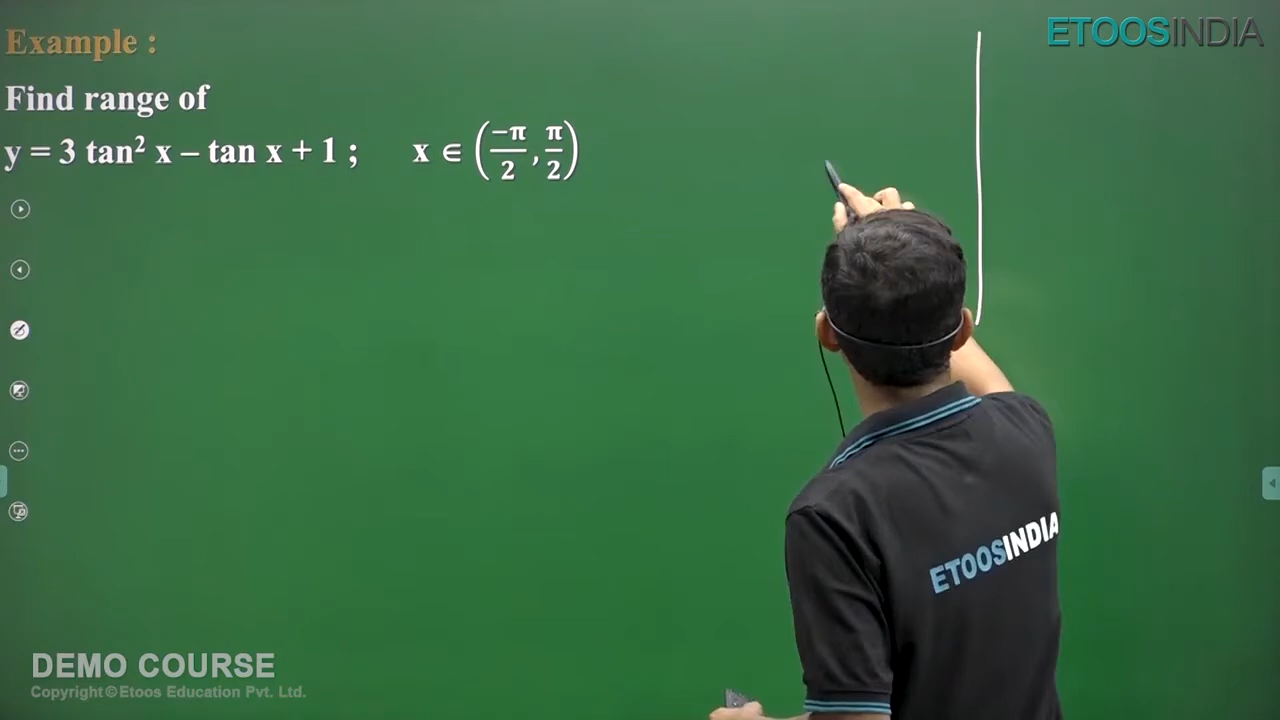 Example :
ETOOSINDIA
Find range of
y = 3 tan² x – tan x + 1 ; x ∈ (−π/2, π/2)
ETOOSINDIA
DEMO COURSE
Copyright © Etoos Education Pvt. Ltd.